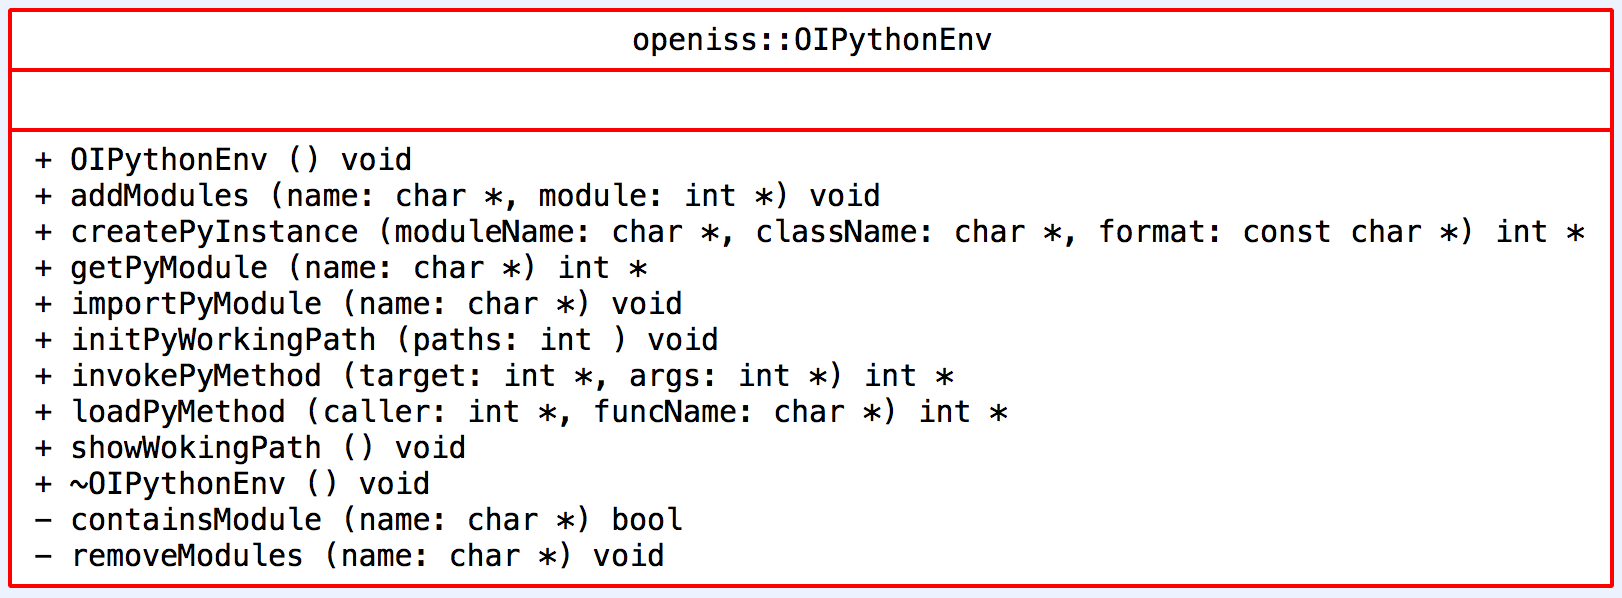 openiss::OIPythonEnv
+ OIPythonEnv () void
+ addModules (name: char *, module: int *) void
+ createPyInstance (moduleName: char *, className: char *, format: const char *) int *
+ getPyModule (name: char *) int *
+ importPyModule (name: char *) void
+ initPyWorkingPath (paths: int ) void
+ invokePyMethod (target: int *, args: int *) int *
+ loadPyMethod (caller: int *, funcName: char *) int *
+ showWokingPath () void
+ ~OIPythonEnv () void
− containsModule (name: char *) bool
− removeModules (name: char *) void